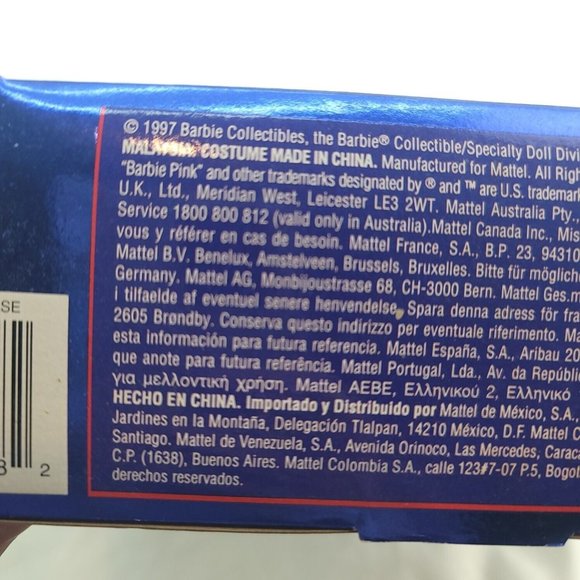 © 1997 Barbie Collectibles, the Barbie® Collectible/Specialty Doll Divi
MALAYSIA COSTUME MADE IN CHINA. Manufactured for Mattel. All Righ
"Barbie Pink" and other trademarks designated by ® and ™ are U.S. tradema
U.K., Ltd., Meridian West, Leicester LE3 2WT. Mattel Australia Pty.,
Service 1800 800 812 (valid only in Australia).Mattel Canada Inc., Mis
vous y référer en cas de besoin. Mattel France, S.A., B.P. 23, 94310
Mattel B.V. Benelux, Amstelveen, Brussels, Bruxelles. Bitte für möglich
Germany. Mattel AG, Monbijoustrasse 68, CH-3000 Bern. Mattel Ges.m
i tilfaelde af eventuel senere henvendelse. Spara denna adress för fra
2605 Brøndby. Conserva questo indirizzo per eventuale riferimento. Ma
esta información para futura referencia. Mattel España, S.A., Aribau 20
que anote para futura referência. Mattel Portugal, Lda., Av. da Repúbli
για μελλοντική χρήση. Mattel AEBE, Ελληνικού 2, Ελληνικό
HECHO EN CHINA. Importado y Distribuido por Mattel de México, S.A.
Jardines en la Montaña, Delegación Tlalpan, 14210 México, D.F. Mattel C
Santiago. Mattel de Venezuela, S.A., Avenida Orinoco, Las Mercedes, Carac
C.P. (1638), Buenos Aires. Mattel Colombia S.A., calle 123#7-07 P.5, Bogot
derechos reservados.
SE
8 2